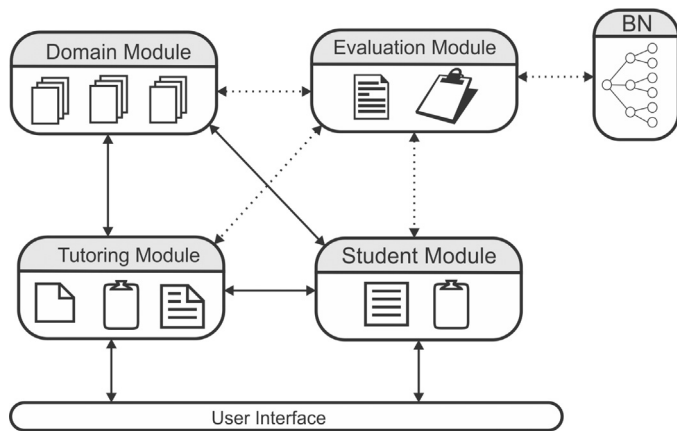 Domain Module
Evaluation Module
BN
Tutoring Module
Student Module
User Interface